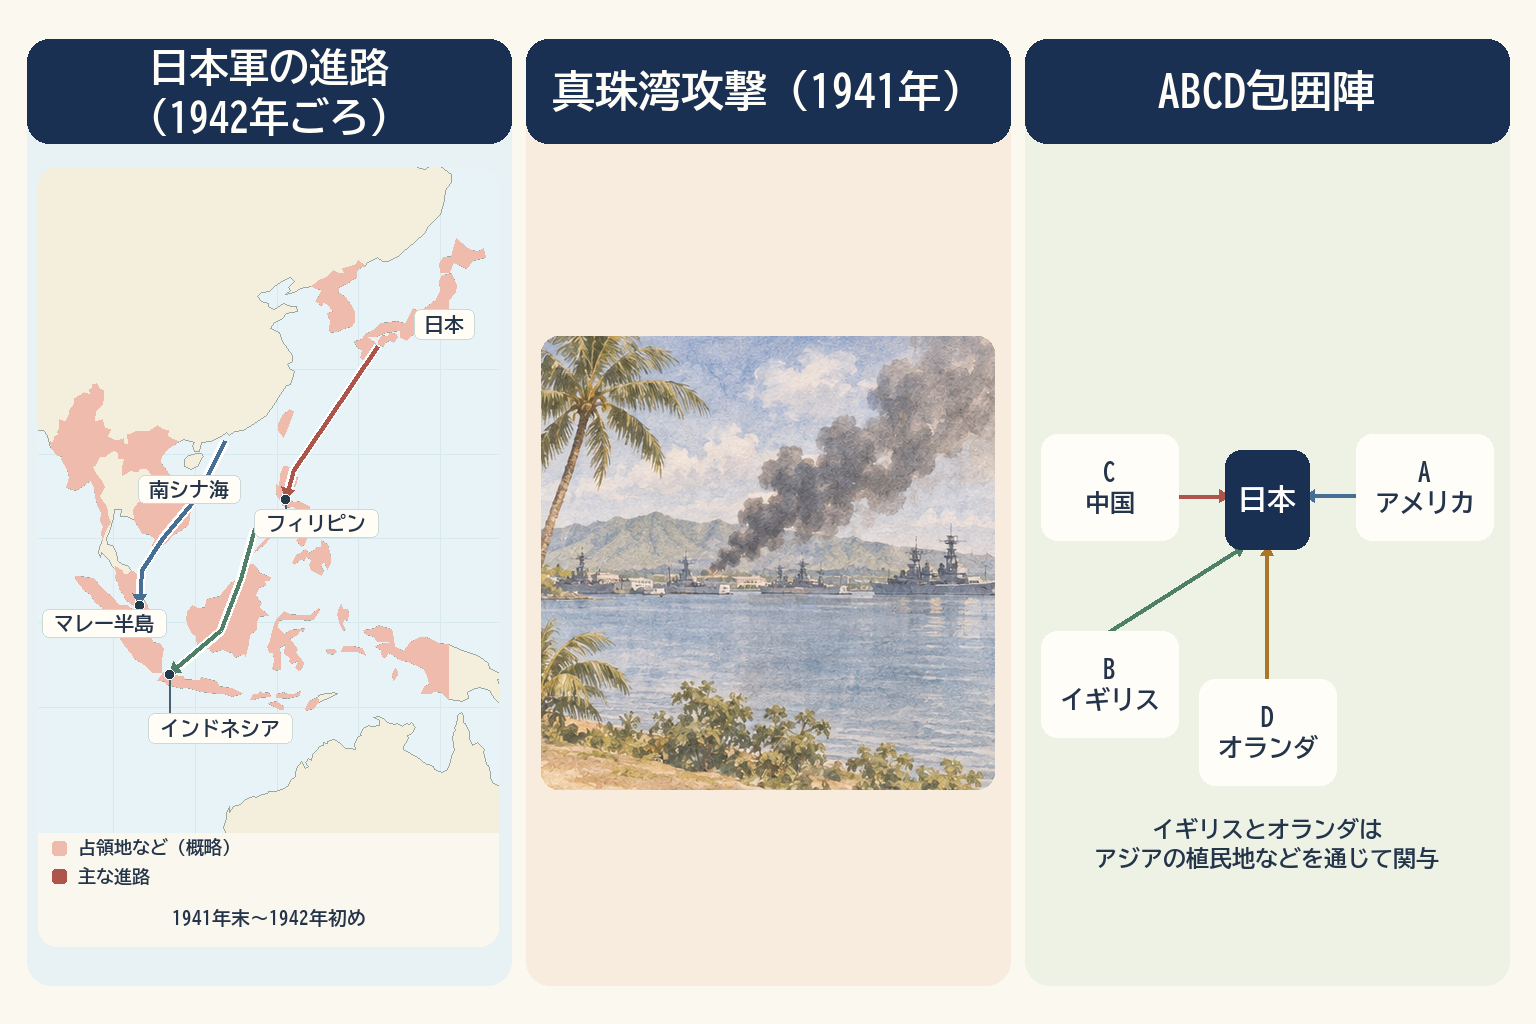 日本軍の進路
（1942年ごろ）
日本
南シナ海
フィリピン
マレー半島
インドネシア
占領地など（概略）
主な進路
1941年末～1942年初め
真珠湾攻撃（1941年）
ABCD包囲陣
C
中国
日本
A
アメリカ
B
イギリス
D
オランダ
イギリスとオランダは
アジアの植民地などを通じて関与